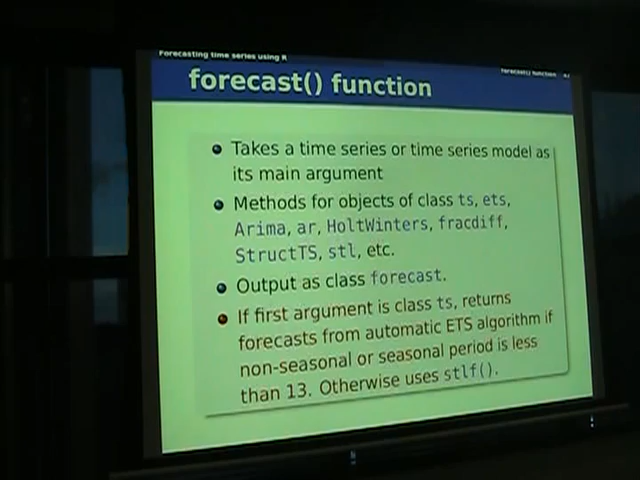 Forecasting time series using R
forecast() function
forecast() function
Takes a time series or time series model as
its main argument
Methods for objects of class ts, ets,
Arima, ar, HoltWinters, fracdiff,
StructTS, stl, etc.
Output as class forecast.
If first argument is class ts, returns
forecasts from automatic ETS algorithm if
non-seasonal or seasonal period is less
than 13. Otherwise uses stlf().